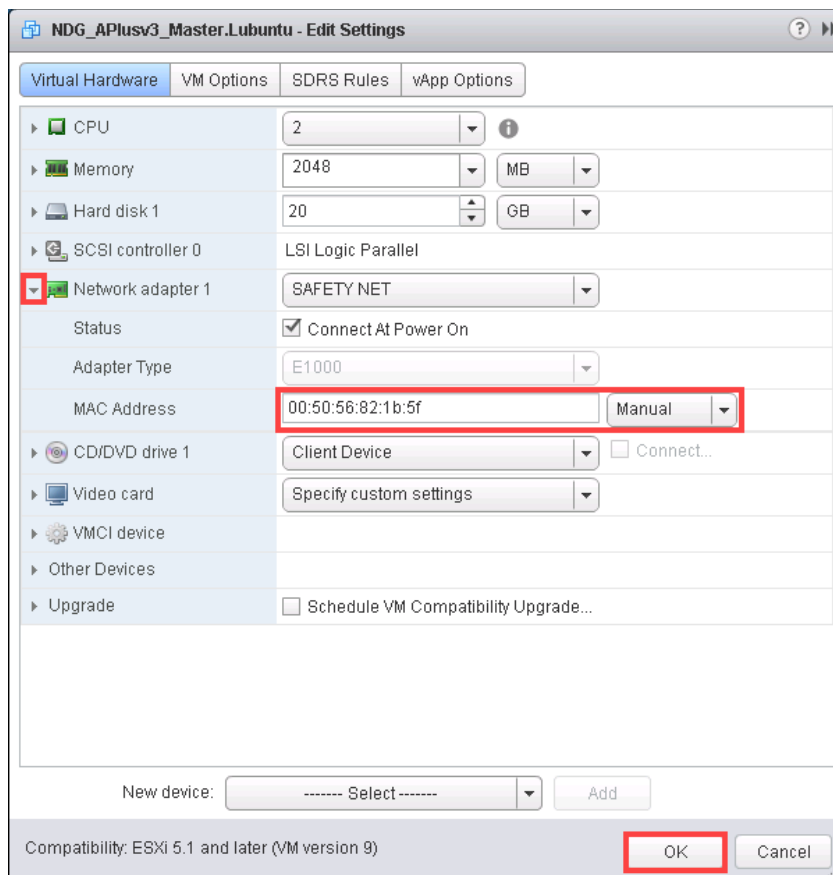 NDG_APlusv3_Master.Lubuntu - Edit Settings ?
Virtual Hardware VM Options SDRS Rules vApp Options
CPU 2
Memory 2048 MB
Hard disk 1 20 GB
SCSI controller 0 LSI Logic Parallel
Network adapter 1 SAFETY NET
Status Connect At Power On
Adapter Type E1000
MAC Address 00:50:56:82:1b:5f Manual
CD/DVD drive 1 Client Device Connect...
Video card Specify custom settings
VMCI device
Other Devices
Upgrade Schedule VM Compatibility Upgrade...
New device: ------- Select ------- Add
Compatibility: ESXi 5.1 and later (VM version 9) OK Cancel